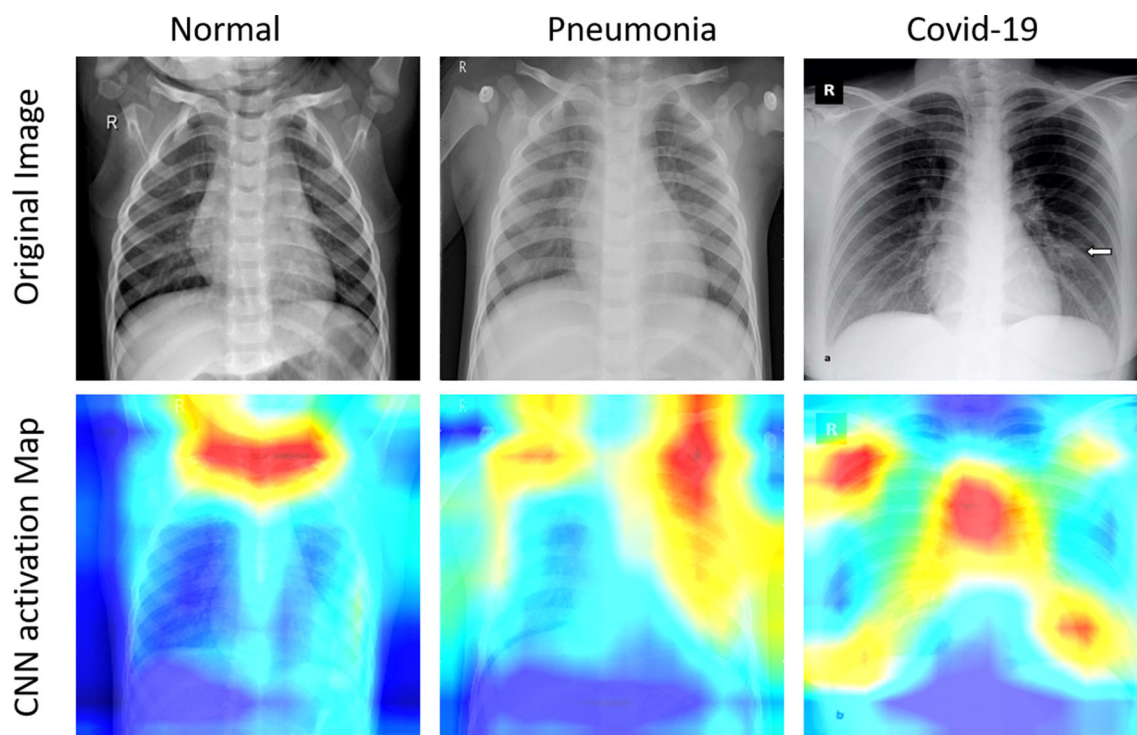 Normal
Pneumonia
Covid-19
Original Image
R
R
R
a
CNN activation Map
R
R
R
b